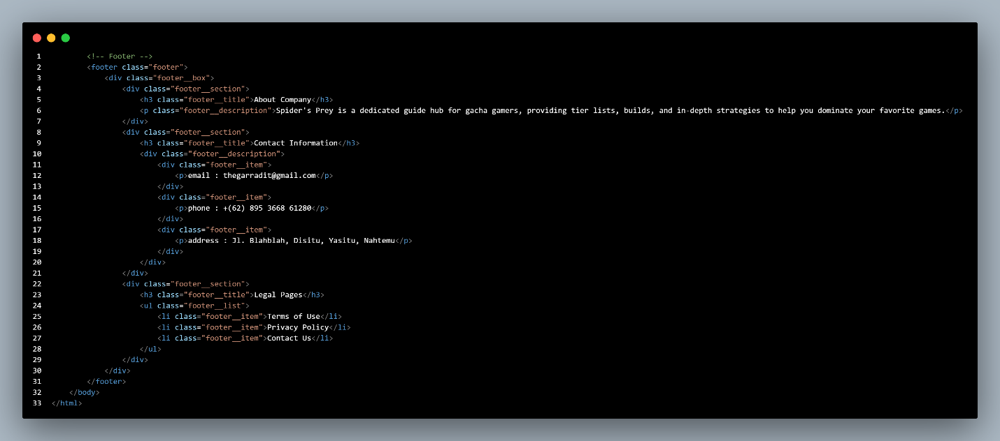 1 <!-- Footer -->
2 <footer class="footer">
3 <div class="footer__box">
4 <div class="footer__section">
5 <h3 class="footer__title">About Company</h3>
6 <p class="footer__description">Spider's Prey is a dedicated guide hub for gacha gamers, providing tier lists, builds, and in-depth strategies to help you dominate your favorite games.</p>
7 </div>
8 <div class="footer__section">
9 <h3 class="footer__title">Contact Information</h3>
10 <div class="footer__description">
11 <div class="footer__item">
12 <p>email : thegarradit@gmail.com</p>
13 </div>
14 <div class="footer__item">
15 <p>phone : +(62) 895 3668 61280</p>
16 </div>
17 <div class="footer__item">
18 <p>address : Jl. Blahblah, Disitu, Yasitu, Nahtemu</p>
19 </div>
20 </div>
21 </div>
22 <div class="footer__section">
23 <h3 class="footer__title">Legal Pages</h3>
24 <ul class="footer__list">
25 <li class="footer__item">Terms of Use</li>
26 <li class="footer__item">Privacy Policy</li>
27 <li class="footer__item">Contact Us</li>
28 </ul>
29 </div>
30 </div>
31 </footer>
32 </body>
33 </html>